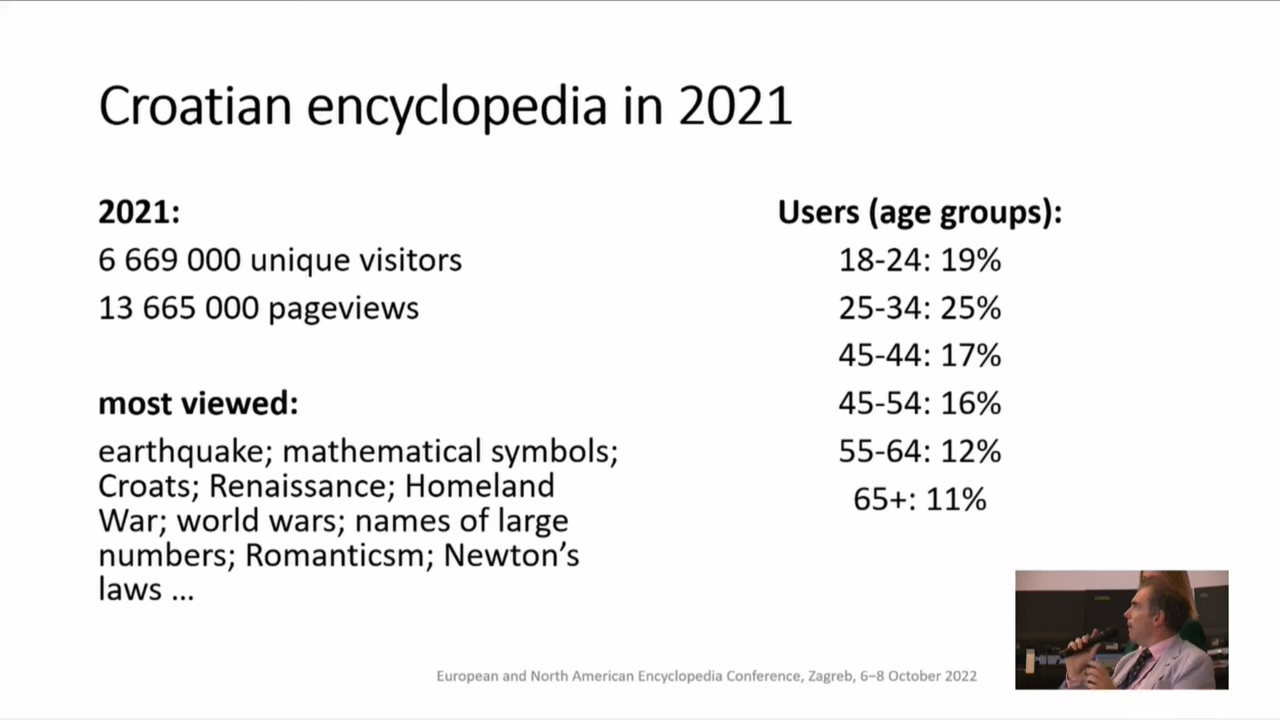 Croatian encyclopedia in 2021
2021:
6 669 000 unique visitors
13 665 000 pageviews
most viewed:
earthquake; mathematical symbols;
Croats; Renaissance; Homeland
War; world wars; names of large
numbers; Romanticsm; Newton’s
laws ...
Users (age groups):
18-24: 19%
25-34: 25%
45-44: 17%
45-54: 16%
55-64: 12%
65+: 11%
European and North American Encyclopedia Conference, Zagreb, 6–8 October 2022